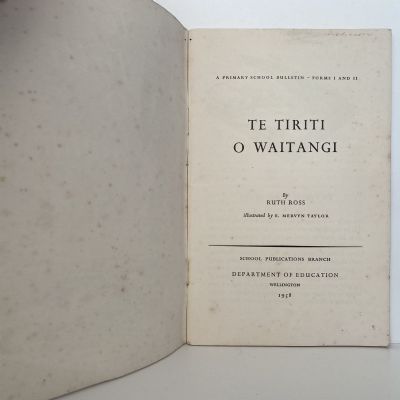 A PRIMARY SCHOOL BULLETIN – FORMS I AND II
TE TIRITI
O WAITANGI
By
RUTH ROSS
Illustrated by E. MERVYN TAYLOR
SCHOOL PUBLICATIONS BRANCH
DEPARTMENT OF EDUCATION
WELLINGTON
1958